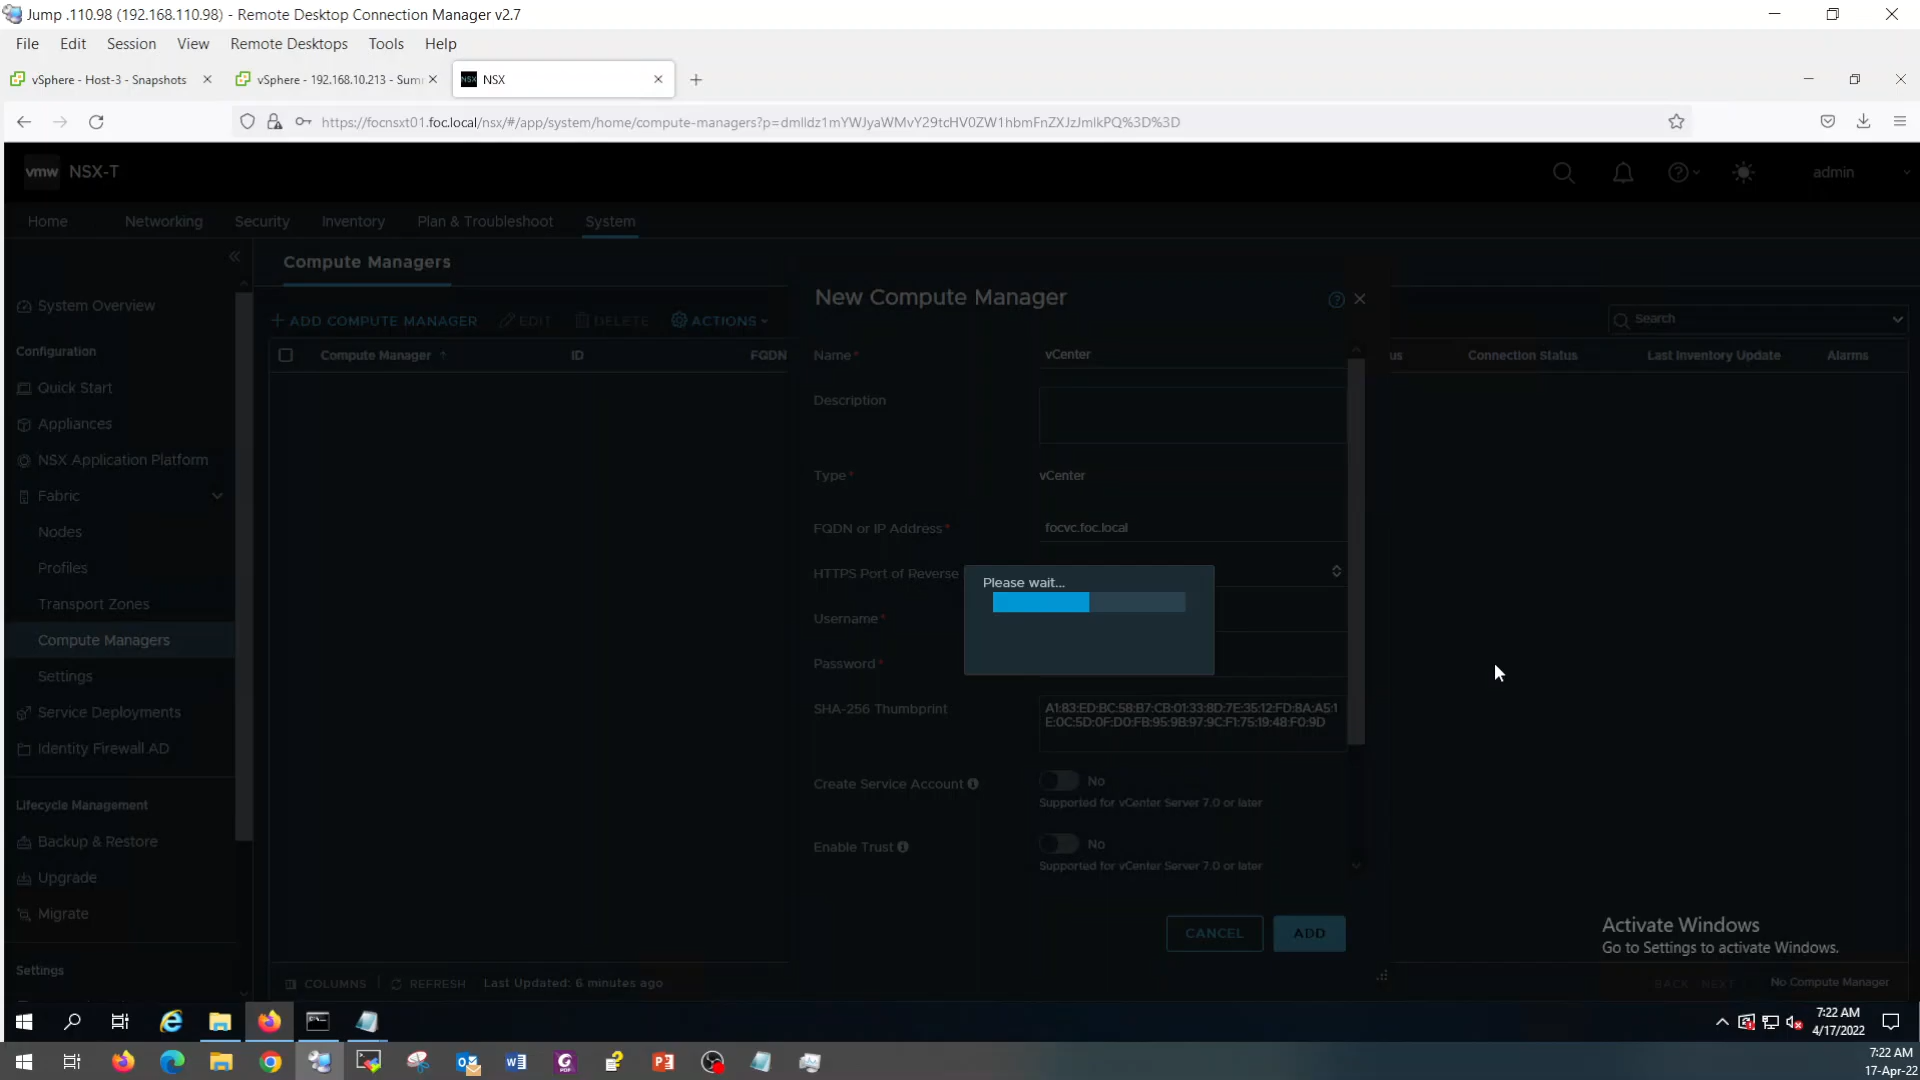 Jump .110.98 (192.168.110.98) - Remote Desktop Connection Manager v2.7
File Edit Session View Remote Desktops Tools Help
vSphere - Host-3 - Snapshots
vSphere - 192.168.10.213 - Sum
NSX
https://focnsxt01.foc.local/nsx/#/app/system/home/compute-managers?p=dmlldz1mYWJyaWMvY29tcHV0ZW1hbmFnZXJzJmlkPQ%3D%3D
vmw NSX-T
admin
Home Networking Security Inventory Plan & Troubleshoot System
Compute Managers
System Overview
Configuration
Quick Start
Appliances
NSX Application Platform
Fabric
Nodes
Profiles
Transport Zones
Compute Managers
Settings
Service Deployments
Identity Firewall AD
Lifecycle Management
Backup & Restore
Upgrade
Migrate
Settings
+ ADD COMPUTE MANAGER EDIT DELETE ACTIONS
Search
Compute Manager ID FQDN us Connection Status Last Inventory Update Alarms
New Compute Manager
Name* vCenter
Description
Type* vCenter
FQDN or IP Address* focvc.foc.local
HTTPS Port of Reverse
Please wait...
Username*
Password*
SHA-256 Thumbprint
A1:83:ED:BC:58:B7:CB:01:33:8D:7E:35:12:FD:8A:A5:1
E:0C:5D:0F:D0:FB:95:9B:97:9C:F1:75:19:48:F0:9D
Create Service Account No
Supported for vCenter Server 7.0 or later
Enable Trust No
Supported for vCenter Server 7.0 or later
CANCEL ADD
Activate Windows
Go to Settings to activate Windows.
COLUMNS REFRESH Last Updated: 6 minutes ago
BACK NEXT No Compute Manager
7:22 AM
4/17/2022
7:22 AM
17-Apr-22